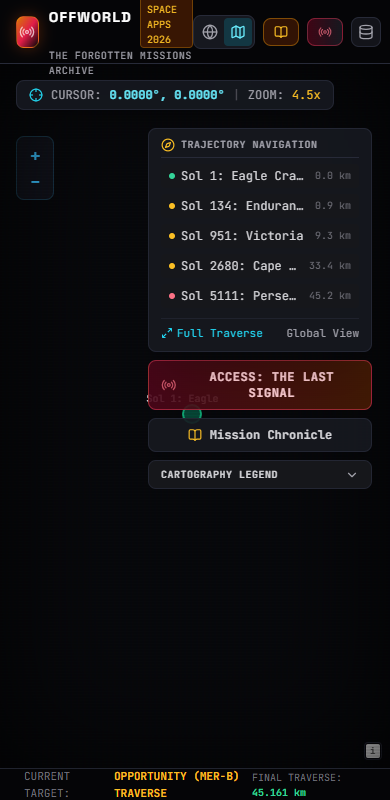 OFFWORLD
SPACE
APPS
2026
THE FORGOTTEN MISSIONS
ARCHIVE
CURSOR: 0.0000°, 0.0000° | ZOOM: 4.5x
+
−
TRAJECTORY NAVIGATION
Sol 1: Eagle Cra… 0.0 km
Sol 134: Enduran… 0.9 km
Sol 951: Victoria 9.3 km
Sol 2680: Cape … 33.4 km
Sol 5111: Perse… 45.2 km
Full Traverse Global View
ACCESS: THE LAST
SIGNAL
Sol 1: Eagle
Mission Chronicle
CARTOGRAPHY LEGEND
i
CURRENT
TARGET:
OPPORTUNITY (MER-B)
TRAVERSE
FINAL TRAVERSE:
45.161 km